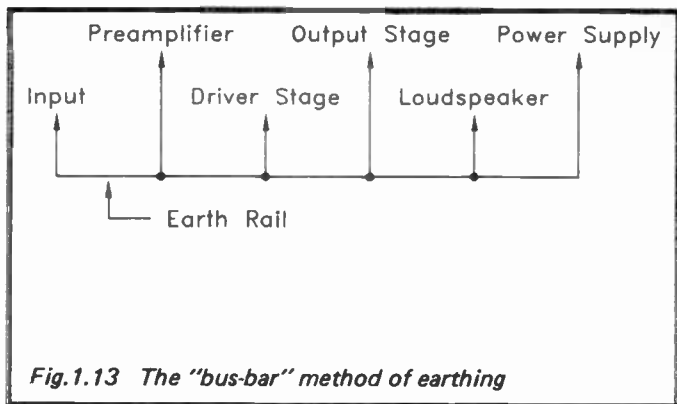 Preamplifier Output Stage Power Supply
Input Driver Stage Loudspeaker
Earth Rail
Fig.1.13 The "bus-bar" method of earthing